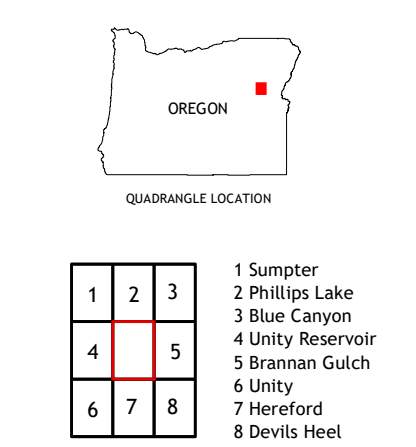 OREGON
QUADRANGLE LOCATION
1 2 3
4 5
6 7 8
1 Sumpter
2 Phillips Lake
3 Blue Canyon
4 Unity Reservoir
5 Brannan Gulch
6 Unity
7 Hereford
8 Devils Heel